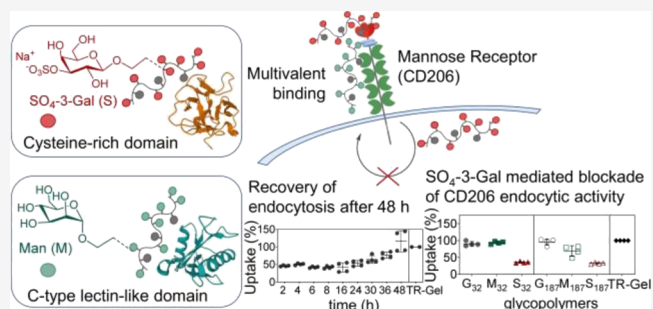 Na⁺
⁻O₃SO
OH
OH
O
O
OH
SO₄-3-Gal (S)
Cysteine-rich domain
HO
OH
HO
HO
O
O
Man (M)
C-type lectin-like domain
Multivalent
binding
Mannose Receptor
(CD206)
Recovery of
endocytosis after 48 h
Uptake (%)
150
100
50
0
2 4 6 8 16 24 30 36 48 TR-Gel
time (h)
SO₄-3-Gal mediated blockade
of CD206 endocytic activity
Uptake (%)
150
100
50
0
G₃₂ M₃₂ S₃₂ G₁₈₇ M₁₈₇ S₁₈₇ TR-Gel
glycopolymers